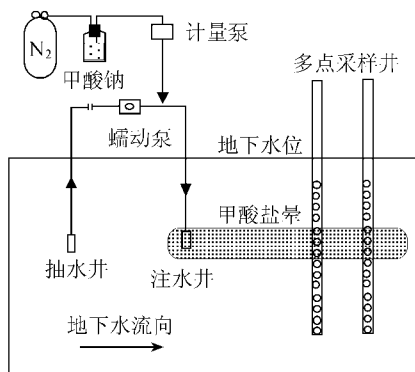 计量泵
N₂
甲酸钠
多点采样井
蠕动泵
地下水位
甲酸盐晕
抽水井
注水井
地下水流向